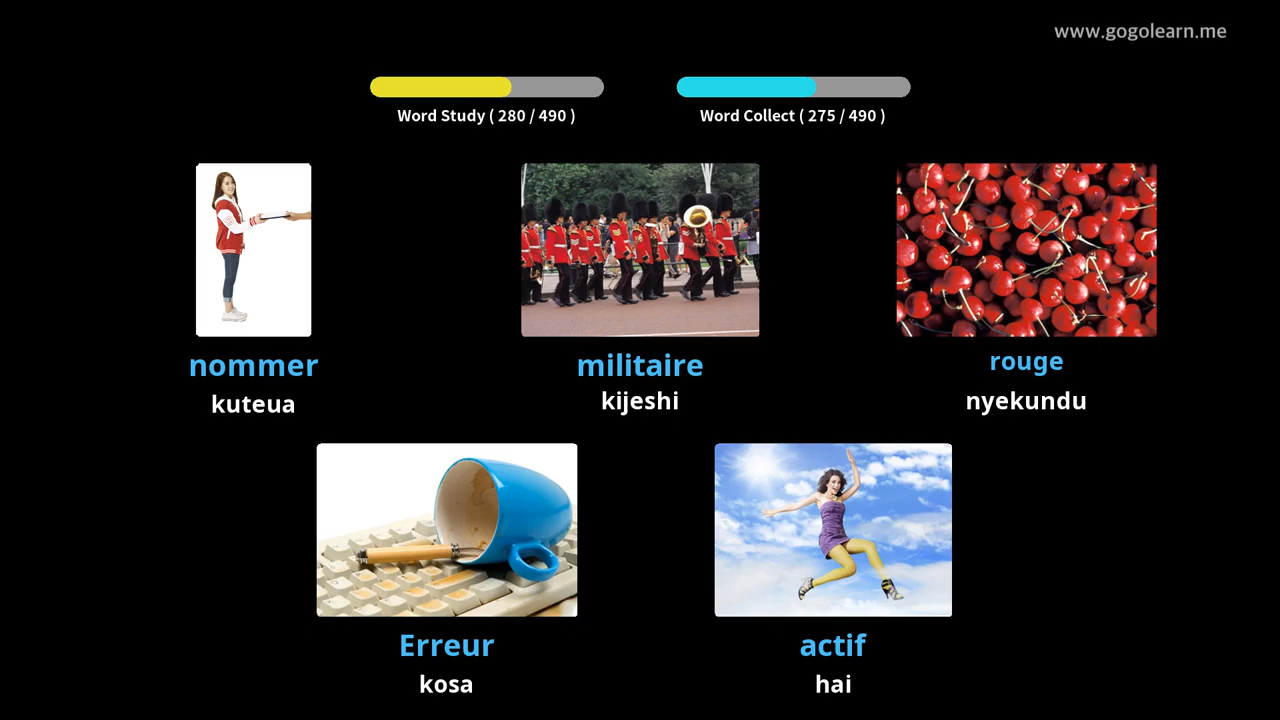 www.gogolearn.me
Word Study ( 280 / 490 )
Word Collect ( 275 / 490 )
nommer
kuteua
militaire
kijeshi
rouge
nyekundu
Erreur
kosa
actif
hai